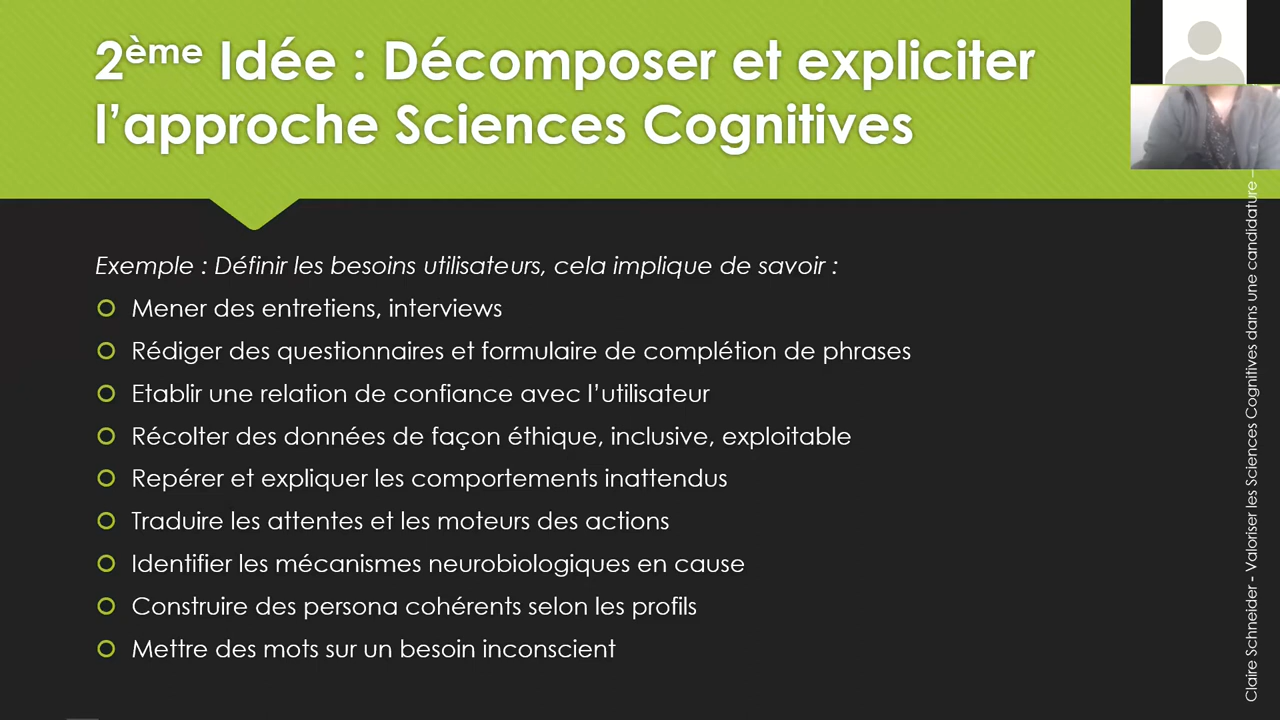 2ème Idée : Décomposer et expliciter
l’approche Sciences Cognitives
Exemple : Définir les besoins utilisateurs, cela implique de savoir :
Mener des entretiens, interviews
Rédiger des questionnaires et formulaire de complétion de phrases
Etablir une relation de confiance avec l’utilisateur
Récolter des données de façon éthique, inclusive, exploitable
Repérer et expliquer les comportements inattendus
Traduire les attentes et les moteurs des actions
Identifier les mécanismes neurobiologiques en cause
Construire des persona cohérents selon les profils
Mettre des mots sur un besoin inconscient
Claire Schneider - Valoriser les Sciences Cognitives dans une candidature –